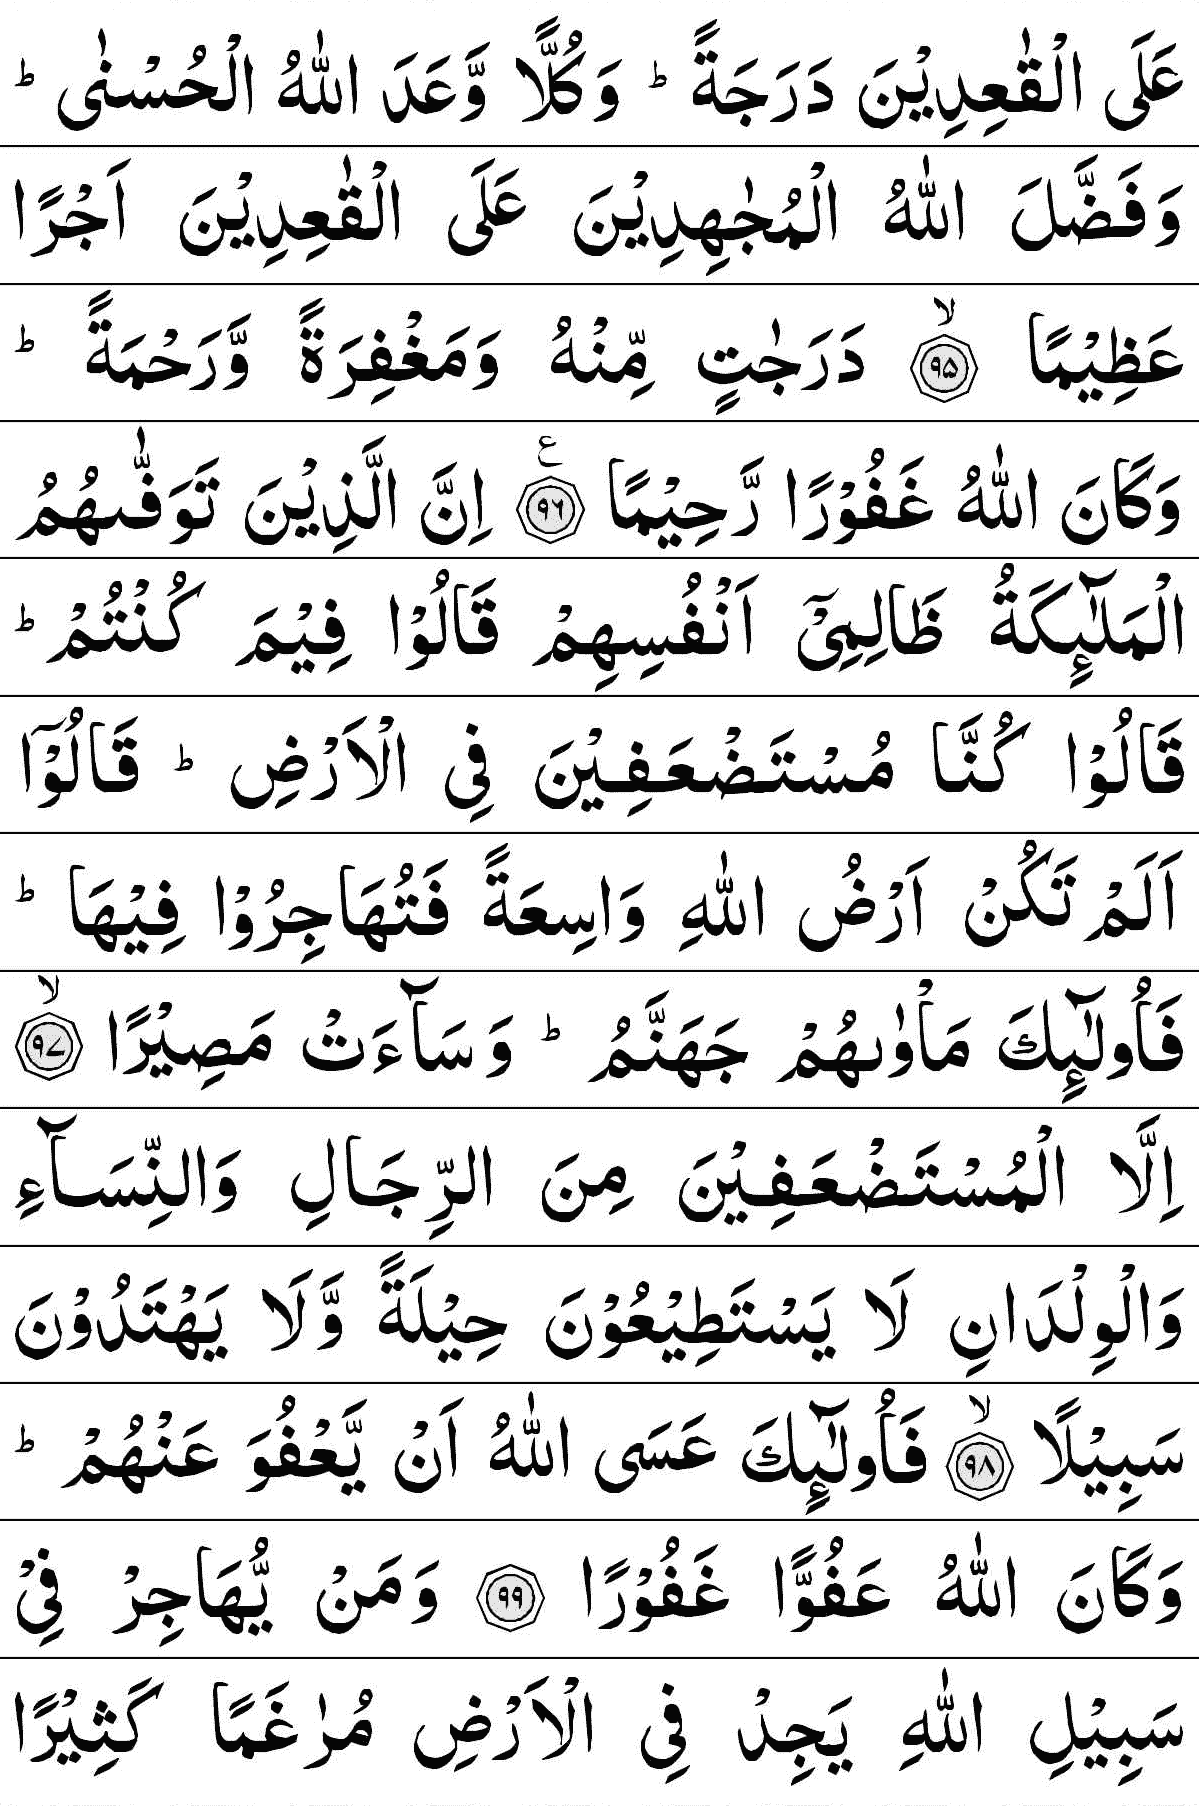 عَلَى الْقٰعِدِیْنَ دَرَجَةً ؕ وَكُلًّا وَّعَدَ اللّٰهُ الْحُسْنٰى ؕ
وَفَضَّلَ اللّٰهُ الْمُجٰهِدِیْنَ عَلَى الْقٰعِدِیْنَ اَجْرًا
عَظِیْمًا ۙ۝۹۵ دَرَجٰتٍ مِّنْهُ وَمَغْفِرَةً وَّرَحْمَةً ؕ
وَكَانَ اللّٰهُ غَفُوْرًا رَّحِیْمًا ع ۝۹۶ اِنَّ الَّذِیْنَ تَوَفّٰىهُمُ
الْمَلٰٓىِٕكَةُ ظَالِمِیْۤ اَنْفُسِهِمْ قَالُوْا فِیْمَ كُنْتُمْ ؕ
قَالُوْا كُنَّا مُسْتَضْعَفِیْنَ فِی الْاَرْضِ ؕ قَالُوْۤا
اَلَمْ تَكُنْ اَرْضُ اللّٰهِ وَاسِعَةً فَتُهَاجِرُوْا فِیْهَا ؕ
فَاُولٰٓىِٕكَ مَاْوٰىهُمْ جَهَنَّمُ ؕ وَسَآءَتْ مَصِیْرًا ۙ۝۹۷
اِلَّا الْمُسْتَضْعَفِیْنَ مِنَ الرِّجَالِ وَالنِّسَآءِ
وَالْوِلْدَانِ لَا یَسْتَطِیْعُوْنَ حِیْلَةً وَّلَا یَهْتَدُوْنَ
سَبِیْلًا ۙ۝۹۸ فَاُولٰٓىِٕكَ عَسَى اللّٰهُ اَنْ یَّعْفُوَ عَنْهُمْ ؕ
وَكَانَ اللّٰهُ عَفُوًّا غَفُوْرًا ۝۹۹ وَمَنْ یُّهَاجِرْ فِیْ
سَبِیْلِ اللّٰهِ یَجِدْ فِی الْاَرْضِ مُرٰغَمًا كَثِیْرًا